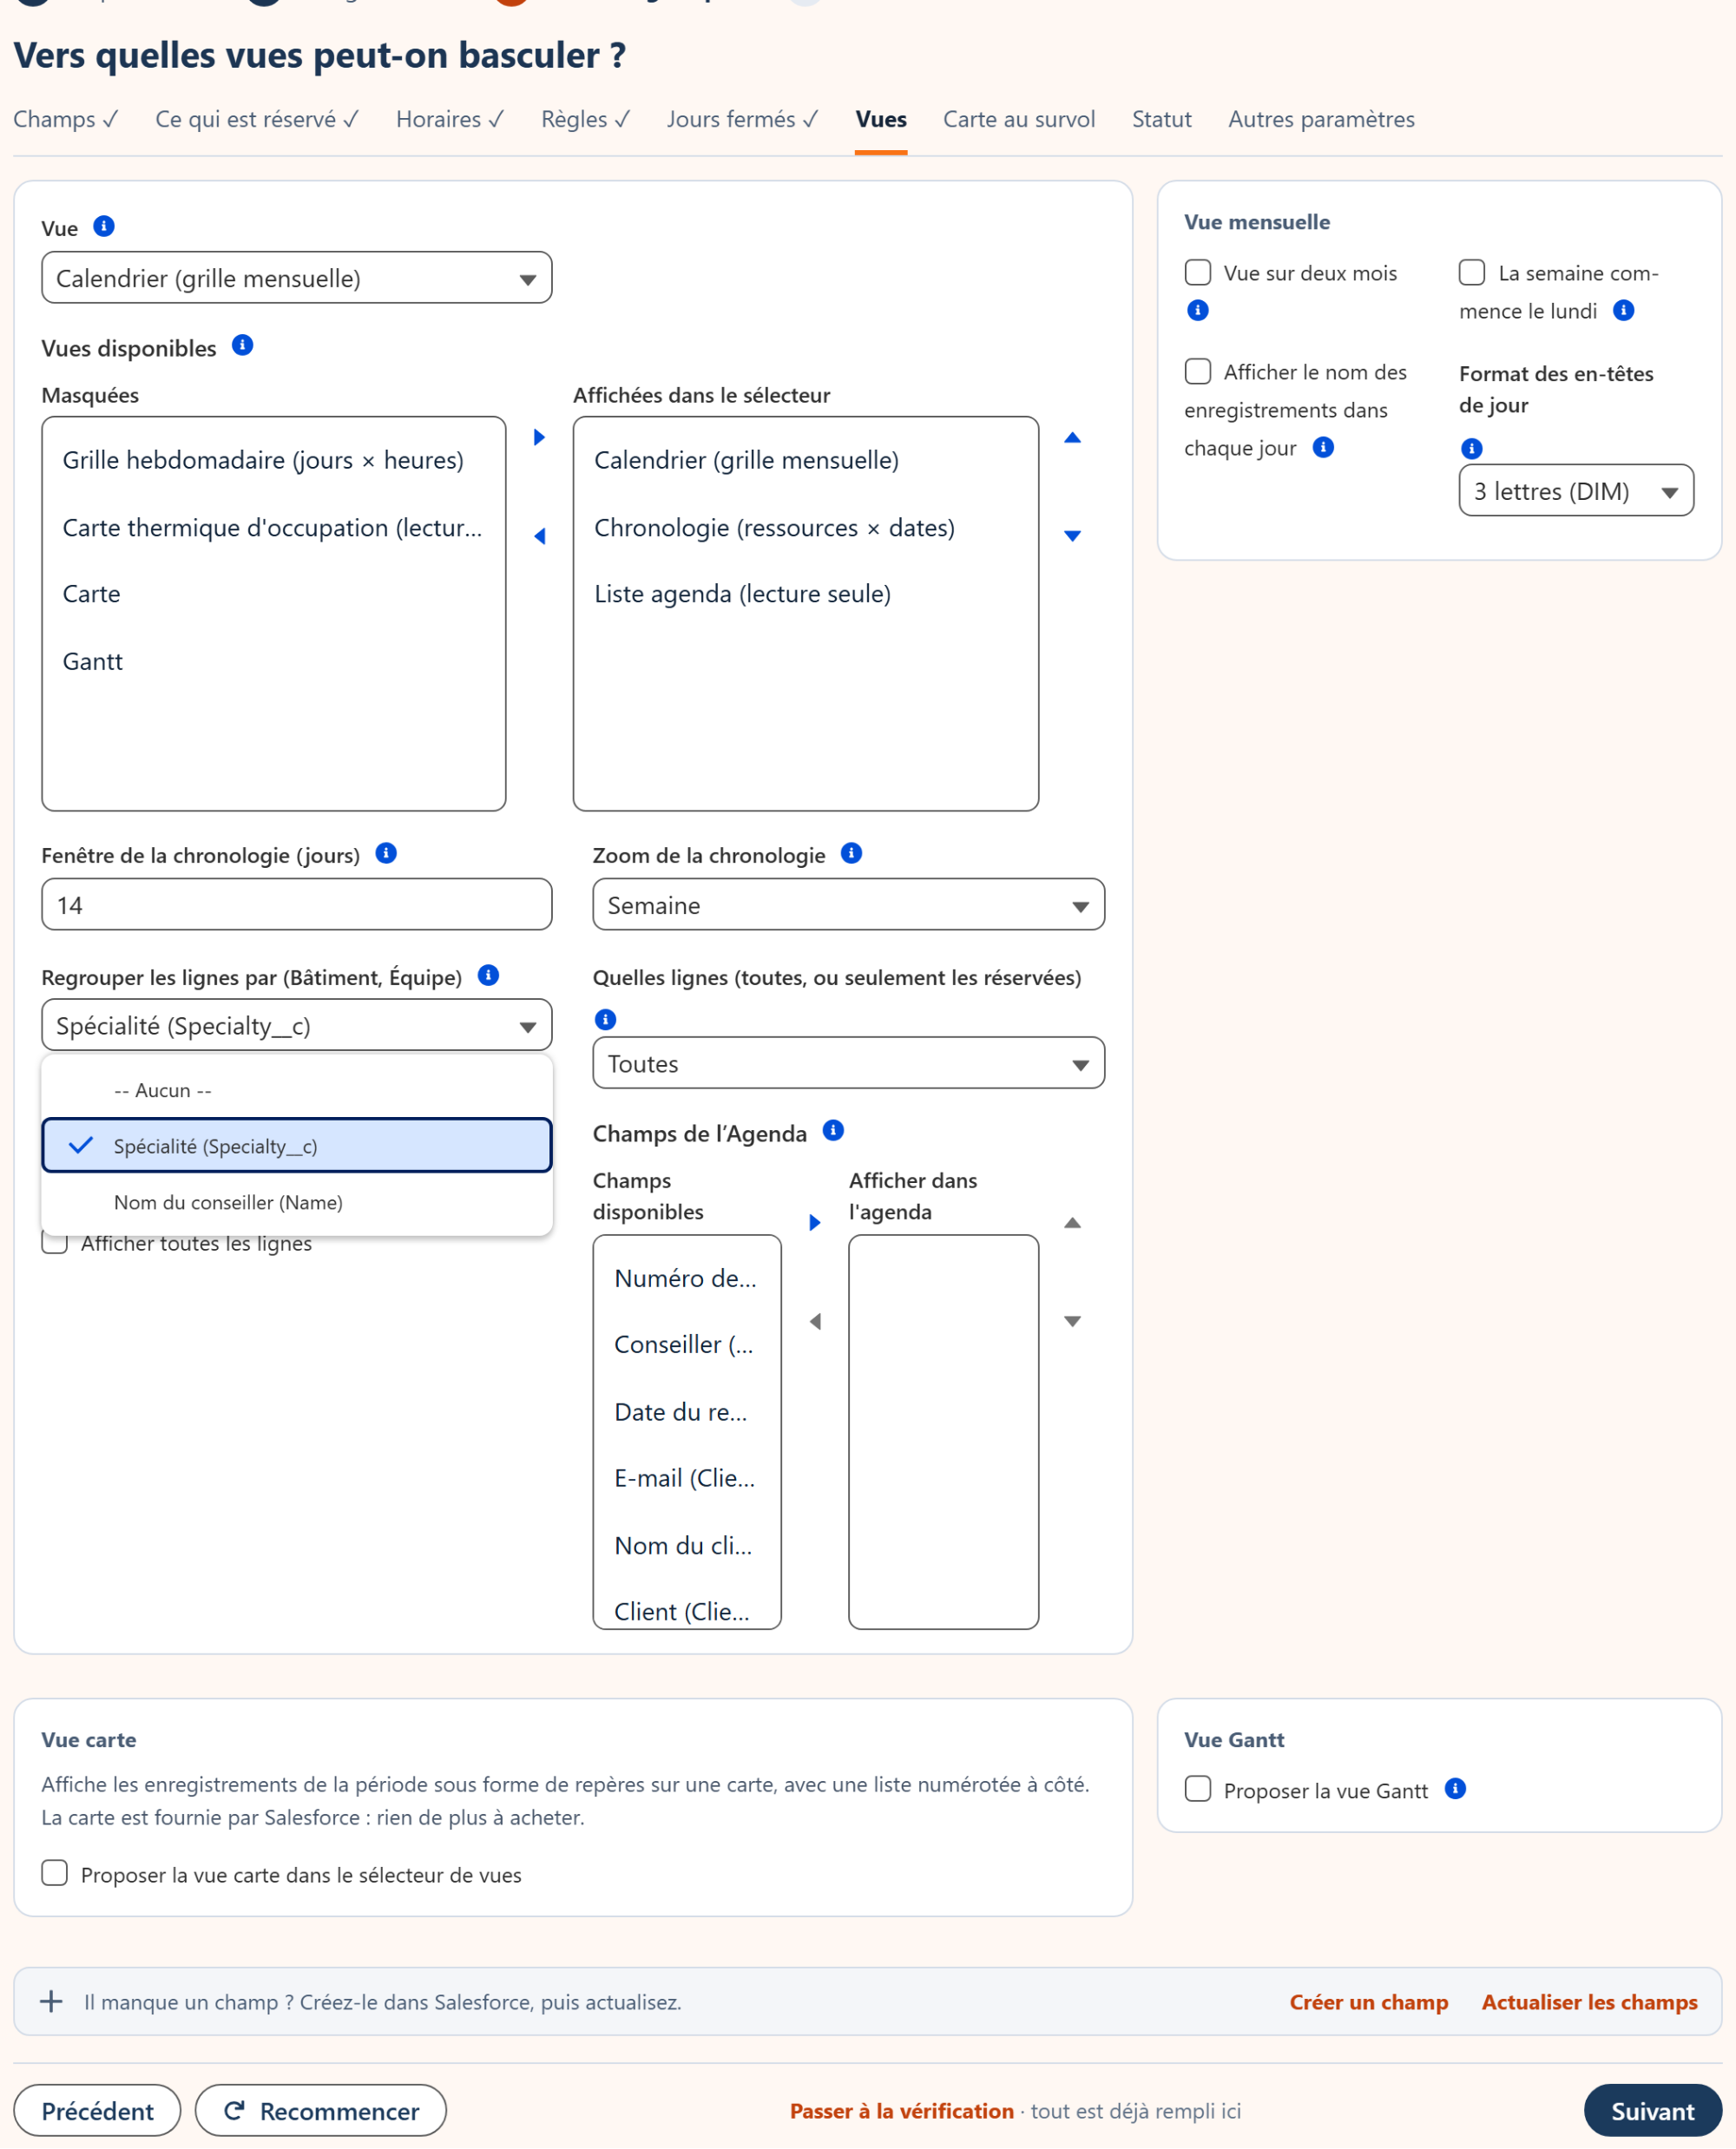 Vers quelles vues peut-on basculer ?
Champs ✓ Ce qui est réservé ✓ Horaires ✓ Règles ✓ Jours fermés ✓ Vues Carte au survol Statut Autres paramètres
Vue
Calendrier (grille mensuelle)
Vues disponibles
Masquées
Grille hebdomadaire (jours × heures)
Carte thermique d'occupation (lectur...
Carte
Gantt
Affichées dans le sélecteur
Calendrier (grille mensuelle)
Chronologie (ressources × dates)
Liste agenda (lecture seule)
Fenêtre de la chronologie (jours)
14
Zoom de la chronologie
Semaine
Regrouper les lignes par (Bâtiment, Équipe)
Spécialité (Specialty__c)
-- Aucun --
Spécialité (Specialty__c)
Nom du conseiller (Name)
Afficher toutes les lignes
Quelles lignes (toutes, ou seulement les réservées)
Toutes
Champs de l’Agenda
Champs
disponibles
Numéro de...
Conseiller (...
Date du re...
E-mail (Clie...
Nom du cli...
Client (Clie...
Afficher dans
l'agenda
Vue mensuelle
Vue sur deux mois
La semaine com-
mence le lundi
Afficher le nom des
enregistrements dans
chaque jour
Format des en-têtes
de jour
3 lettres (DIM)
Vue carte
Affiche les enregistrements de la période sous forme de repères sur une carte, avec une liste numérotée à côté.
La carte est fournie par Salesforce : rien de plus à acheter.
Proposer la vue carte dans le sélecteur de vues
Vue Gantt
Proposer la vue Gantt
Il manque un champ ? Créez-le dans Salesforce, puis actualisez.
Créer un champ Actualiser les champs
Précédent Recommencer Passer à la vérification · tout est déjà rempli ici Suivant